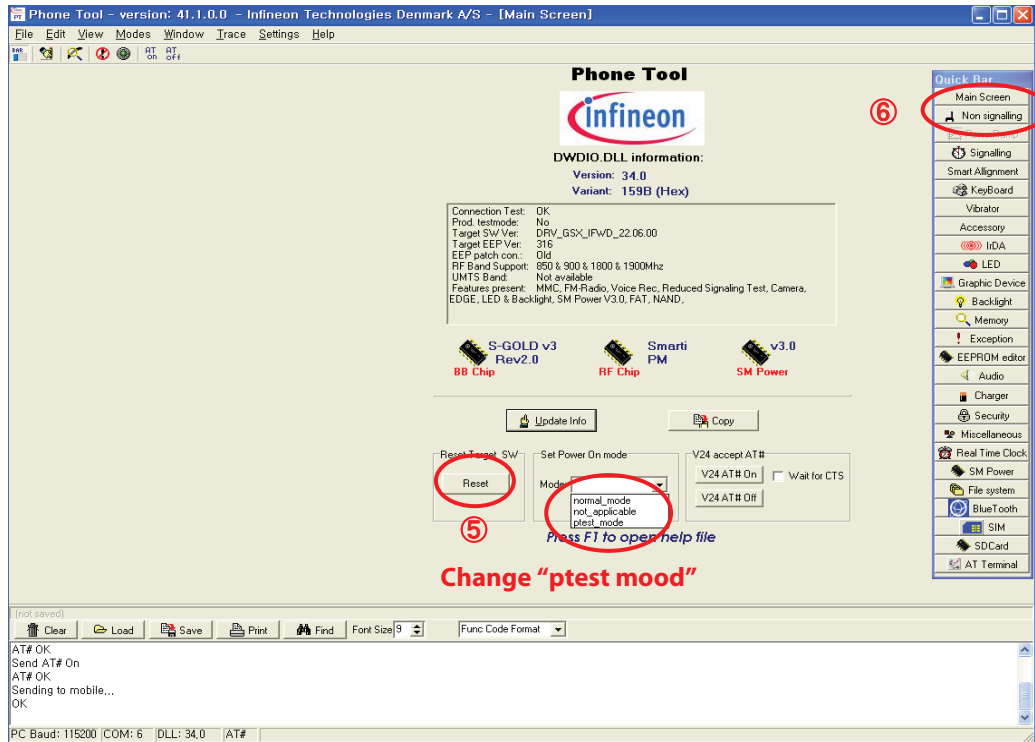 Phone Tool - version: 41.1.0.0 - Infineon Technologies Denmark A/S - [Main Screen]
File Edit View Modes Window Trace Settings Help
BAR AT on AT off
Phone Tool
infineon
DWDIO.DLL information:
Version: 34.0
Variant: 159B (Hex)
Connection Test: OK
Prod. testmode: No
Target SW Ver: DRV_GSX_IFWD_22.06.00
Target EEP Ver: 316
EEP patch con.: Old
RF Band Support: 850 & 900 & 1800 & 1900Mhz
UMTS Band: Not available
Features present: MMC, FM-Radio, Voice Rec, Reduced Signaling Test, Camera,
EDGE, LED & Backlight, SM Power V3.0, FAT, NAND,
S-GOLD v3
Rev2.0
BB Chip
Smarti
PM
RF Chip
v3.0
SM Power
Update Info
Copy
Reset Target SW
Reset
⑤
Set Power On mode
Mode
normal_mode
not_applicable
ptest_mode
V24 accept AT#
V24 AT# On
Wait for CTS
V24 AT# Off
Press F1 to open help file
Change “ptest mood”
⑥
Quick Bar
Main Screen
Non signalling
Signalling
Smart Allignment
KeyBoard
Vibrator
Accessory
IrDA
LED
Graphic Device
Backlight
Memory
Exception
EEPROM editor
Audio
Charger
Security
Miscellaneous
Real Time Clock
SM Power
File system
BlueTooth
SIM
SDCard
AT Terminal
(not saved)
Clear Load Save Print Find Font Size 9 Func Code Format
AT# OK
Send AT# On
AT# OK
Sending to mobile...
OK
PC Baud: 115200 COM: 6 DLL: 34,0 AT#